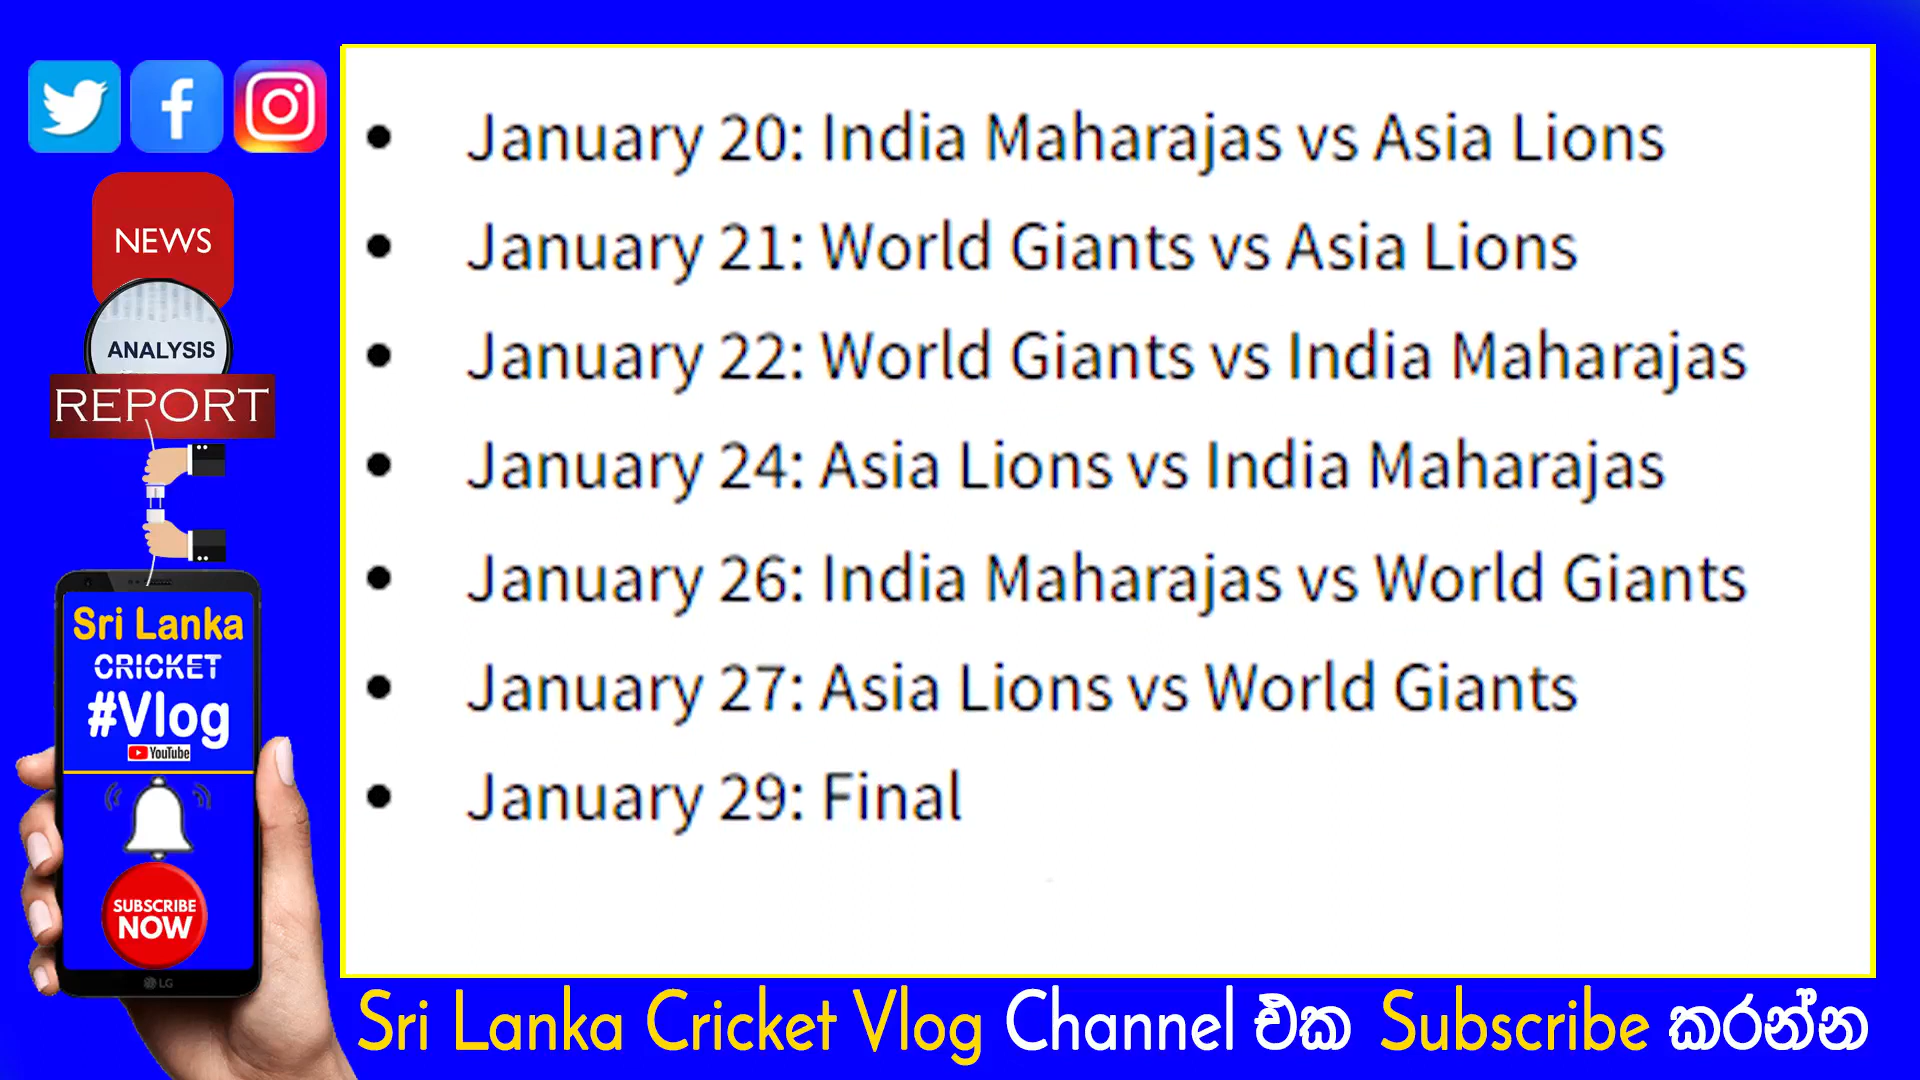 NEWS
ANALYSIS
REPORT
Sri Lanka
CRICKET
#Vlog
YouTube
SUBSCRIBE
NOW
LG
• January 20: India Maharajas vs Asia Lions
• January 21: World Giants vs Asia Lions
• January 22: World Giants vs India Maharajas
• January 24: Asia Lions vs India Maharajas
• January 26: India Maharajas vs World Giants
• January 27: Asia Lions vs World Giants
• January 29: Final
Sri Lanka Cricket Vlog Channel එක Subscribe කරන්න